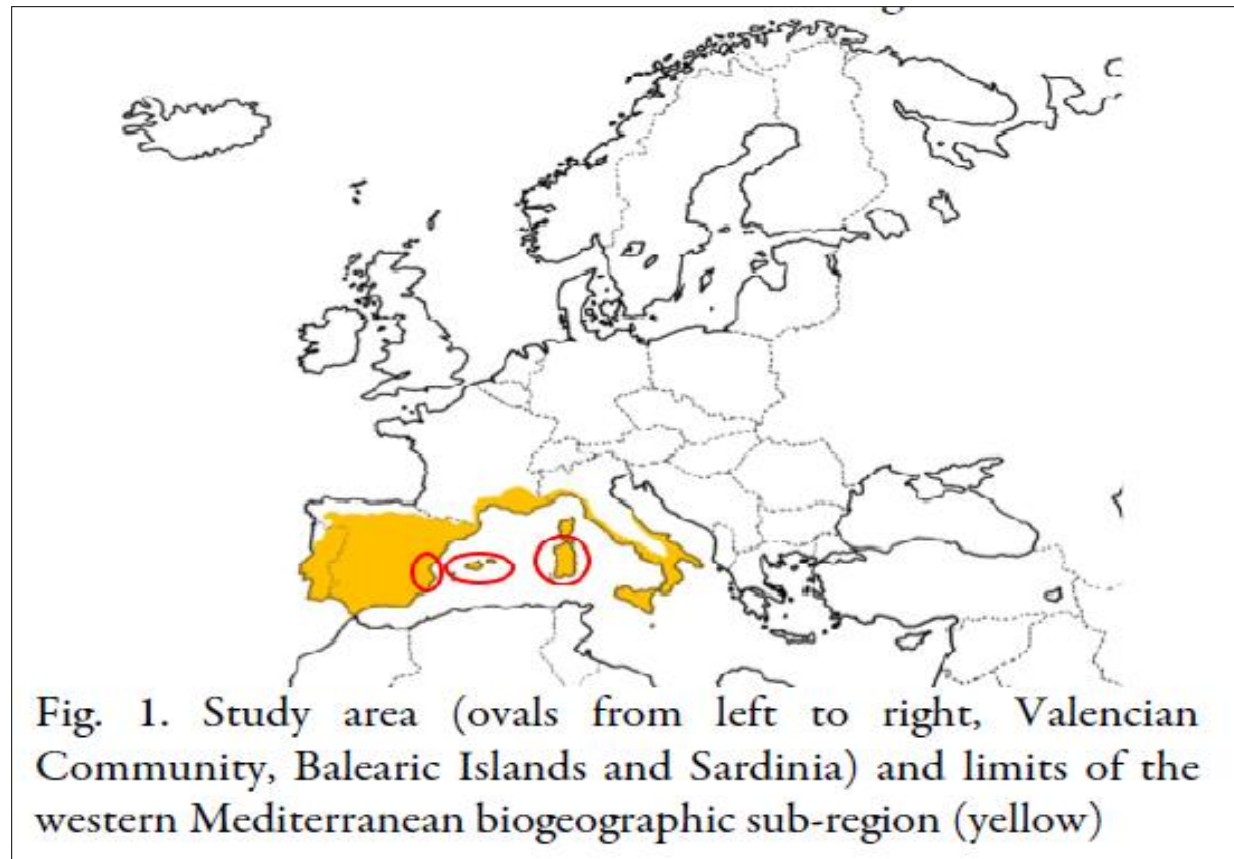 Fig. 1. Study area (ovals from left to right, Valencian
Community, Balearic Islands and Sardinia) and limits of the
western Mediterranean biogeographic sub-region (yellow)